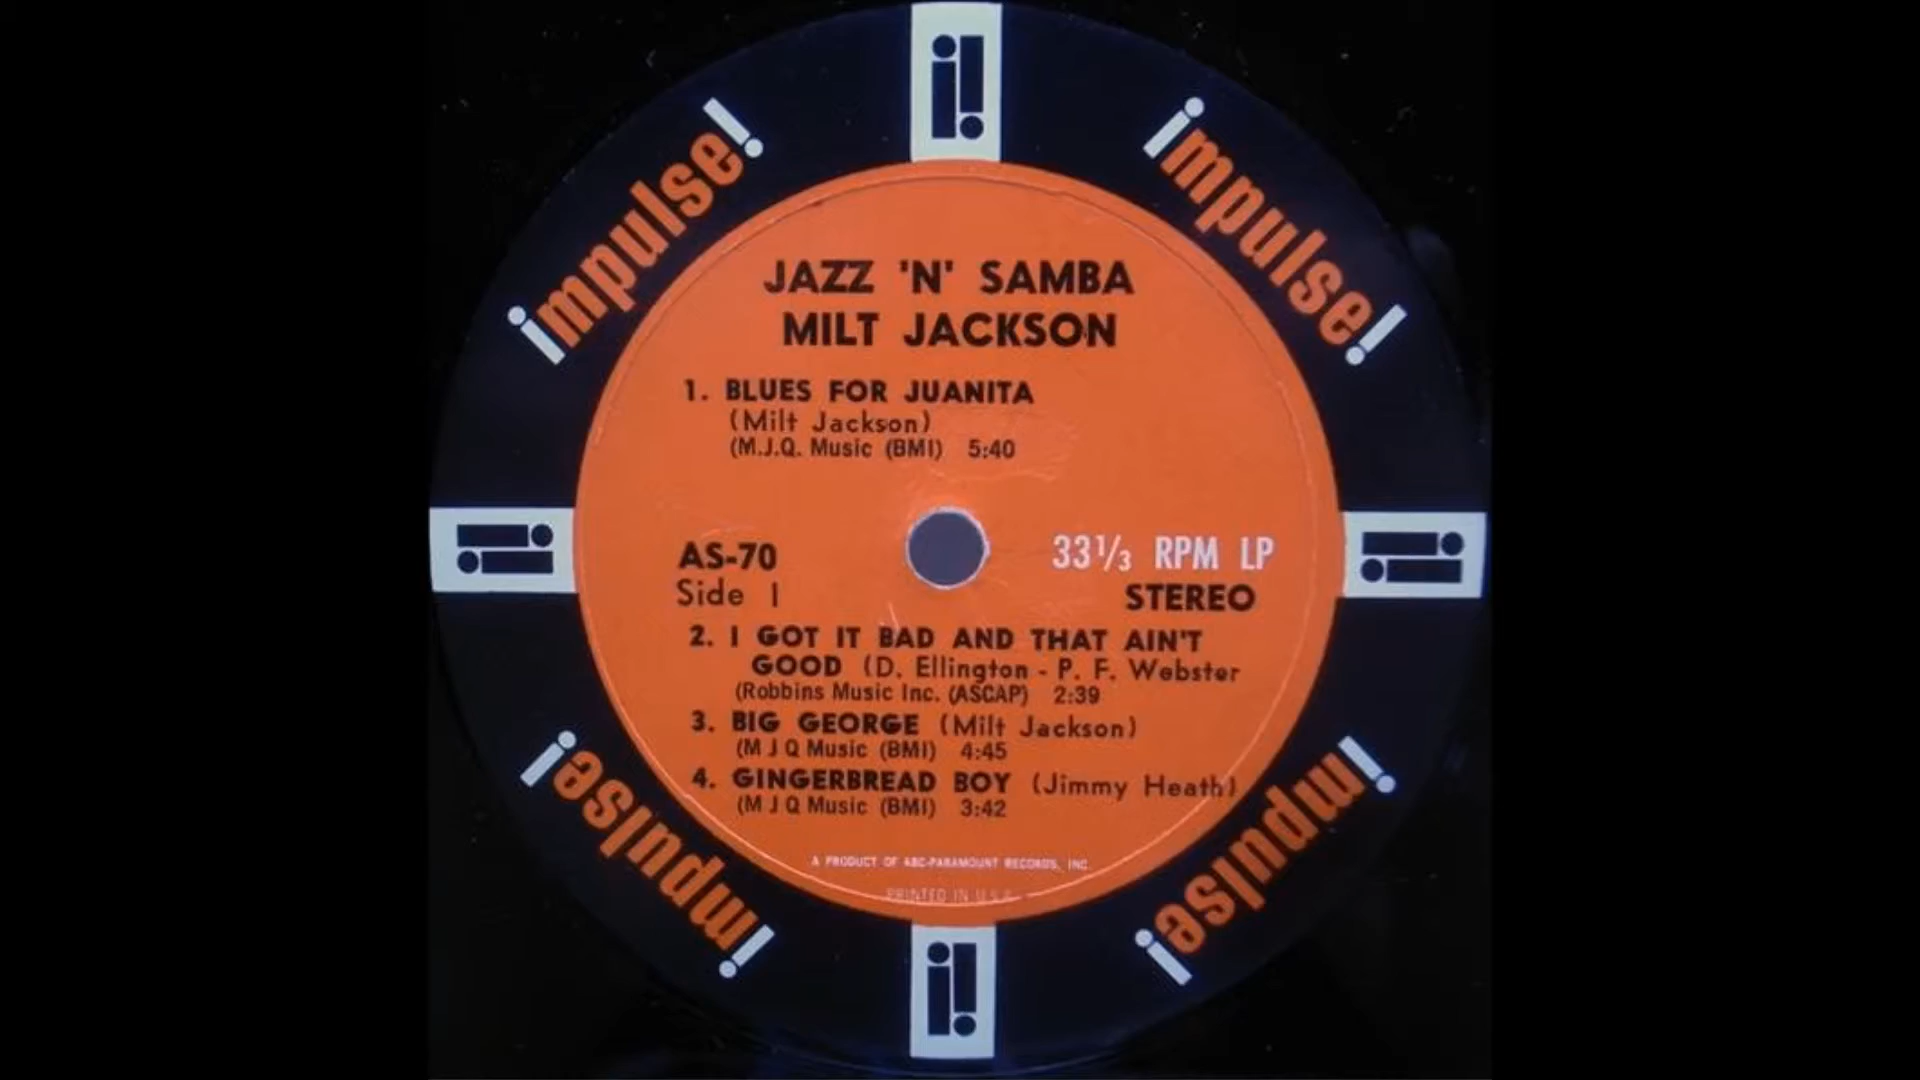 impulse!
impulse!
JAZZ 'N' SAMBA
MILT JACKSON
1. BLUES FOR JUANITA
(Milt Jackson)
(M.J.Q. Music (BMI) 5:40
AS-70
Side 1
33 1/3 RPM LP
STEREO
2. I GOT IT BAD AND THAT AIN'T
GOOD (D. Ellington - P. F. Webster
(Robbins Music Inc. (ASCAP) 2:39
3. BIG GEORGE (Milt Jackson)
(M J Q Music (BMI) 4:45
4. GINGERBREAD BOY (Jimmy Heath)
(M J Q Music (BMI) 3:42
A PRODUCT OF ABC-PARAMOUNT RECORDS, INC.
PRINTED IN U.S.A.
impulse!
impulse!